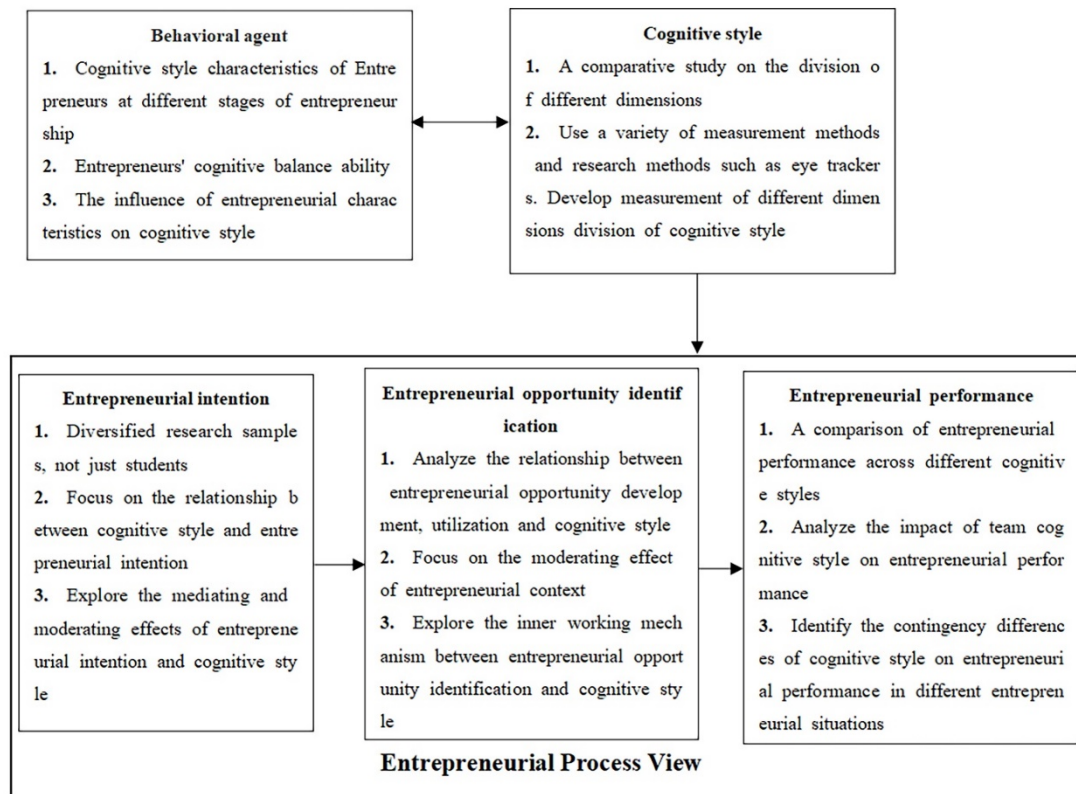 Behavioral agent
1. Cognitive style characteristics of Entre
preneurs at different stages of entrepreneur
ship
2. Entrepreneurs' cognitive balance ability
3. The influence of entrepreneurial charac
teristics on cognitive style
Cognitive style
1. A comparative study on the division o
f different dimensions
2. Use a variety of measurement methods
and research methods such as eye tracker
s. Develop measurement of different dimen
sions division of cognitive style
Entrepreneurial intention
1. Diversified research sample
s, not just students
2. Focus on the relationship b
etween cognitive style and entre
preneurial intention
3. Explore the mediating and
moderating effects of entreprene
urial intention and cognitive sty
le
Entrepreneurial opportunity identif
ication
1. Analyze the relationship between
entrepreneurial opportunity develop
ment, utilization and cognitive style
2. Focus on the moderating effect
of entrepreneurial context
3. Explore the inner working mech
anism between entrepreneurial opport
unity identification and cognitive sty
le
Entrepreneurial performance
1. A comparison of entrepreneurial
performance across different cognitiv
e styles
2. Analyze the impact of team cog
nitive style on entrepreneurial perfor
mance
3. Identify the contingency differenc
es of cognitive style on entrepreneuri
al performance in different entrepren
eurial situations
Entrepreneurial Process View